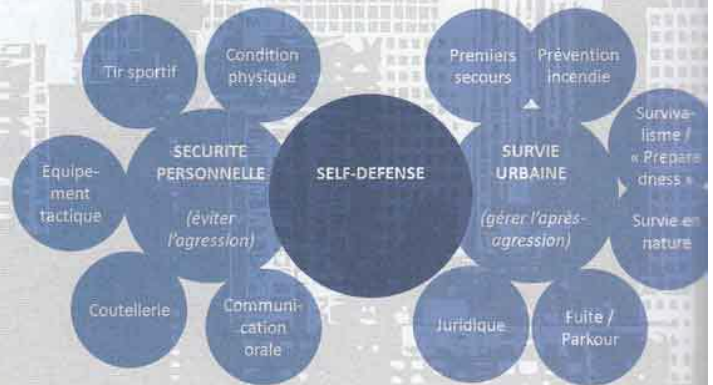 Tir sportif
Condition
physique
Equipe-
ment
tactique
SECURITE
PERSONNELLE
(éviter
l'agression)
Coutellerie
Communi-
cation
orale
SELF-DEFENSE
Premiers
secours
Prévention
incendie
SURVIE
URBAINE
(gérer l'après-
agression)
Surviva-
lisme /
« Prepare
dness »
Survie en
nature
Juridique
Fuite /
Parkour